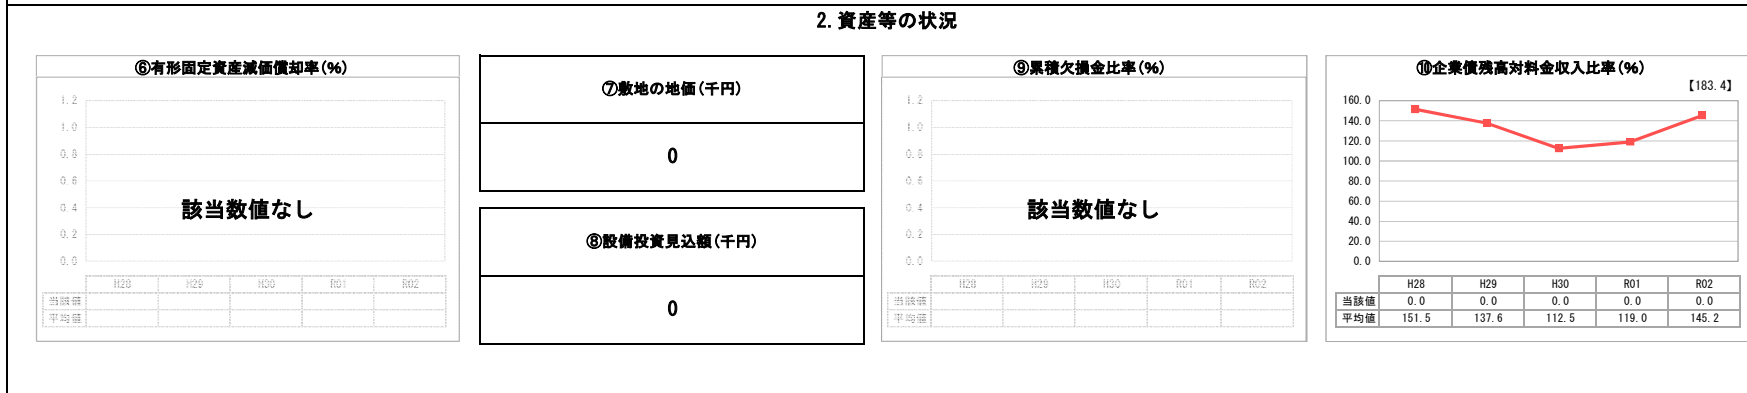 2. 資産等の状況
⑥有形固定資産減価償却率(%)
1.2
1.0
0.8
0.6
0.4
0.2
0.0
該当数値なし
H28 H29 H30 R01 R02
当該値
平均値
⑦敷地の地価(千円)
0
⑧設備投資見込額(千円)
0
⑨累積欠損金比率(%)
1.2
1.0
0.8
0.6
0.4
0.2
0.0
該当数値なし
H28 H29 H30 R01 R02
当該値
平均値
⑩企業債残高対料金収入比率(%)
【183.4】
160.0
140.0
120.0
100.0
80.0
60.0
40.0
20.0
0.0
H28 H29 H30 R01 R02
当該値 0.0 0.0 0.0 0.0 0.0
平均値 151.5 137.6 112.5 119.0 145.2